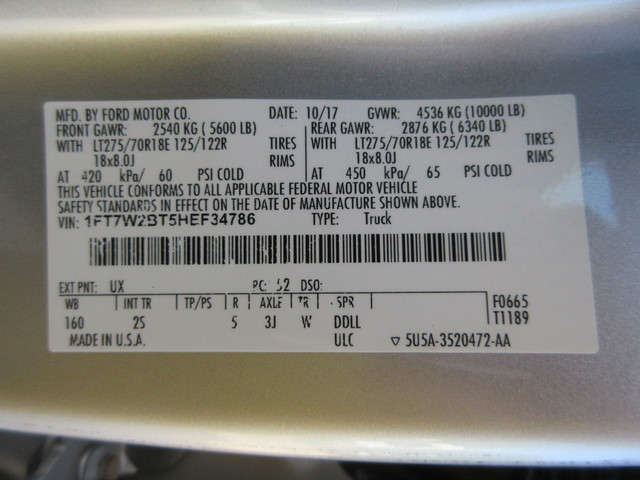 MFD. BY FORD MOTOR CO. DATE: 10/17 GVWR: 4536 KG (10000 LB)
FRONT GAWR: 2540 KG ( 5600 LB) REAR GAWR: 2876 KG ( 6340 LB)
WITH LT275/70R18E 125/122R TIRES WITH LT275/70R18E 125/122R TIRES
18x8.0J RIMS 18x8.0J RIMS
AT 420 kPa/ 60 PSI COLD AT 450 kPa/ 65 PSI COLD
THIS VEHICLE CONFORMS TO ALL APPLICABLE FEDERAL MOTOR VEHICLE
SAFETY STANDARDS IN EFFECT ON THE DATE OF MANUFACTURE SHOWN ABOVE.
VIN: 1FT7W2BT5HEF34786 TYPE: Truck
EXT PNT: UX PC: 52 DSO:
WB INT TR TP/PS R AXLE TR SPR F0665
160 2S 5 3J W DDLL T1189
MADE IN U.S.A. ULC ▽ 5U5A-3520472-AA